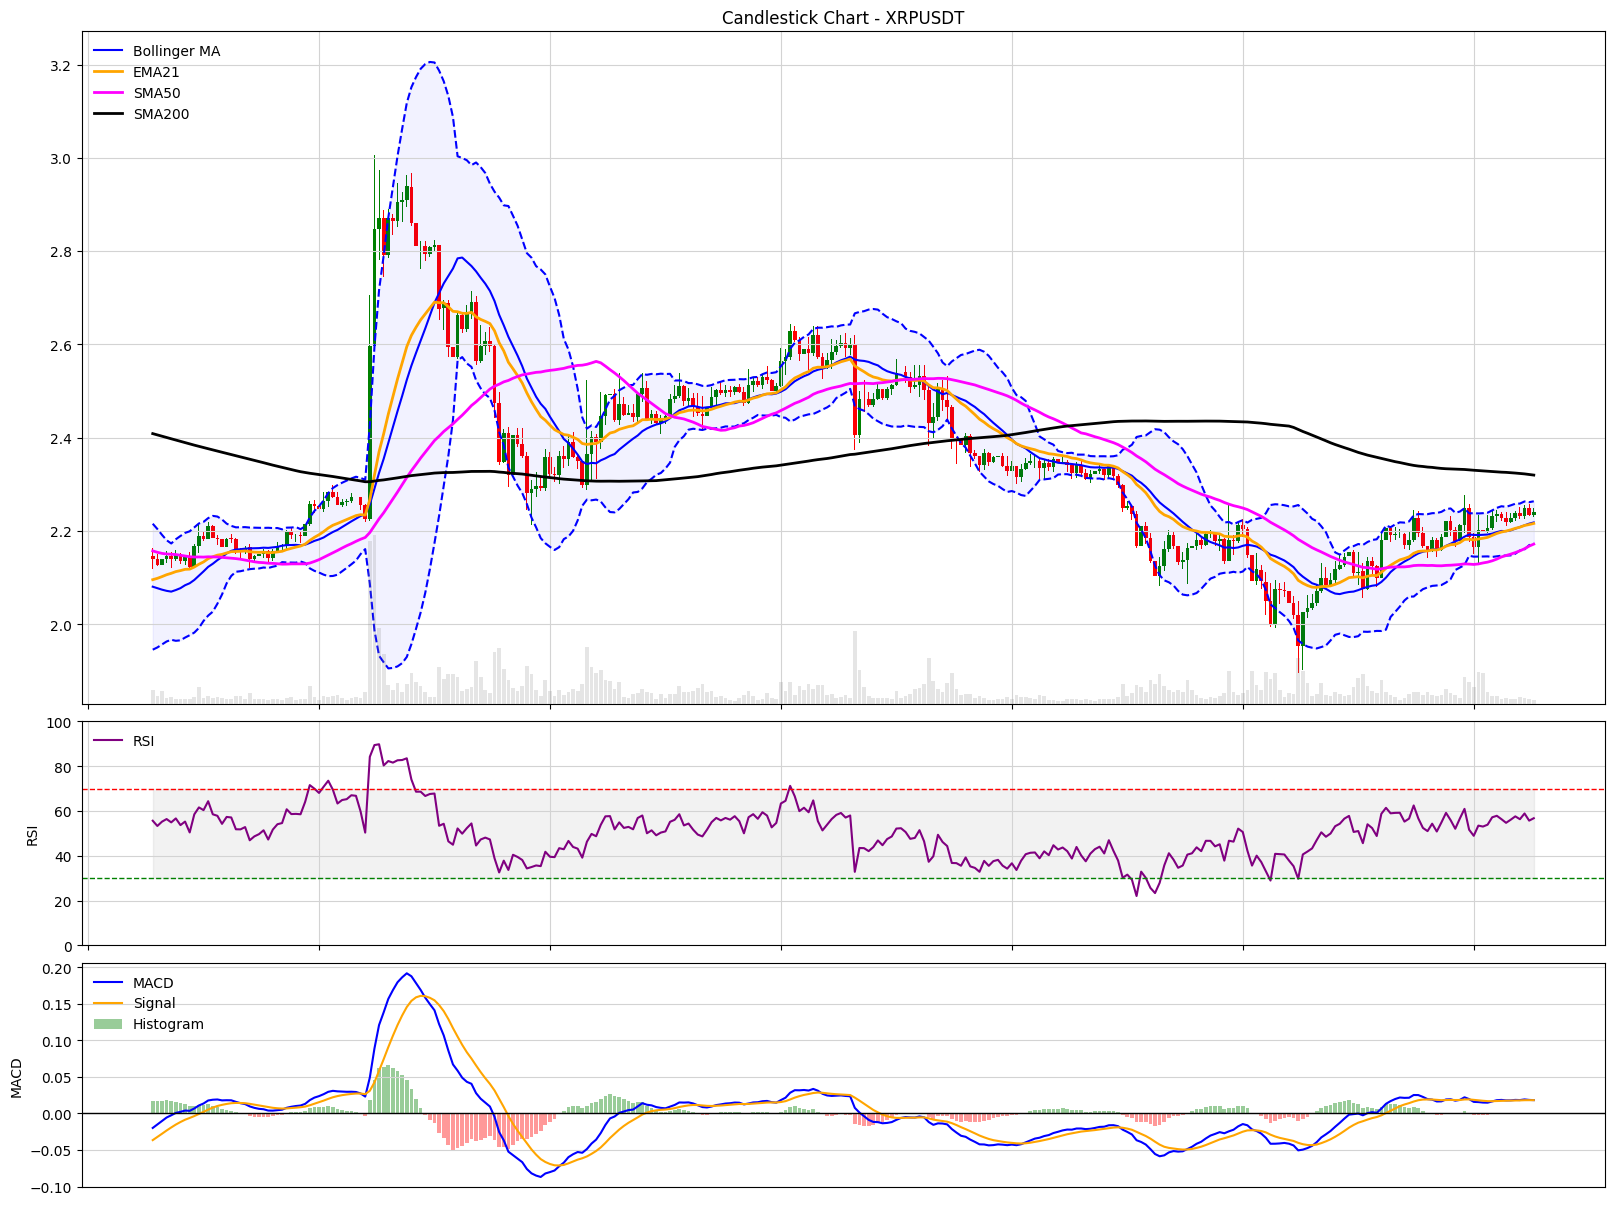 Candlestick Chart - XRPUSDT
Bollinger MA
EMA21
SMA50
SMA200
3.2
3.0
2.8
2.6
2.4
2.2
2.0
RSI
RSI
100
80
60
40
20
0
MACD
Signal
Histogram
MACD
0.20
0.15
0.10
0.05
0.00
−0.05
−0.10